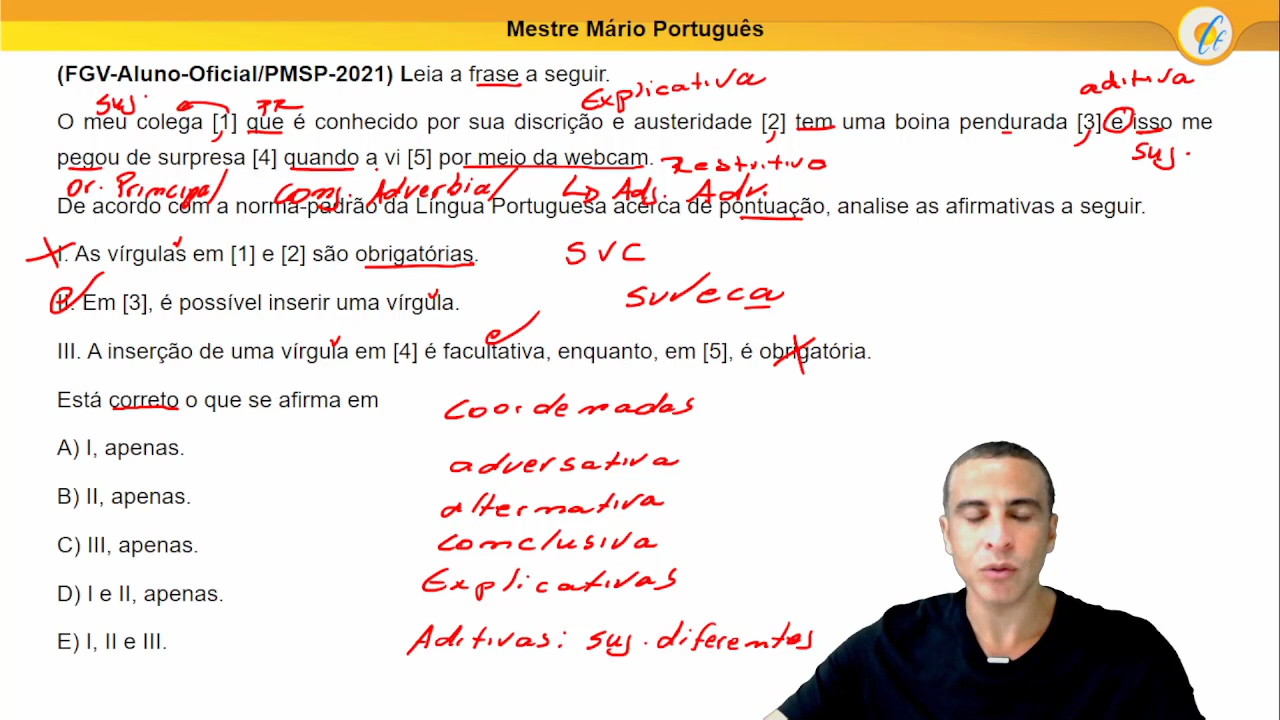 Mestre Mário Português
(FGV-Aluno-Oficial/PMSP-2021) Leia a frase a seguir.
Explicativa
aditiva
suj.
PR
O meu colega [1] que é conhecido por sua discrição e austeridade [2] tem uma boina pendurada [3] e isso me
suj.
pegou de surpresa [4] quando a vi [5] por meio da webcam. Restritivo
Or. Principal conj. Adverbial ↳ Adj. Adv.
De acordo com a norma-padrão da Língua Portuguesa acerca de pontuação, analise as afirmativas a seguir.
I. As vírgulas em [1] e [2] são obrigatórias. SVC
II. Em [3], é possível inserir uma vírgula.
III. A inserção de uma vírgula em [4] é facultativa, enquanto, em [5], é obrigatória.
Está correto o que se afirma em
coordenadas
A) I, apenas.
adversativa
B) II, apenas.
alternativa
C) III, apenas.
conclusiva
Explicativas
D) I e II, apenas.
E) I, II e III.
Aditivas: suj. diferentes